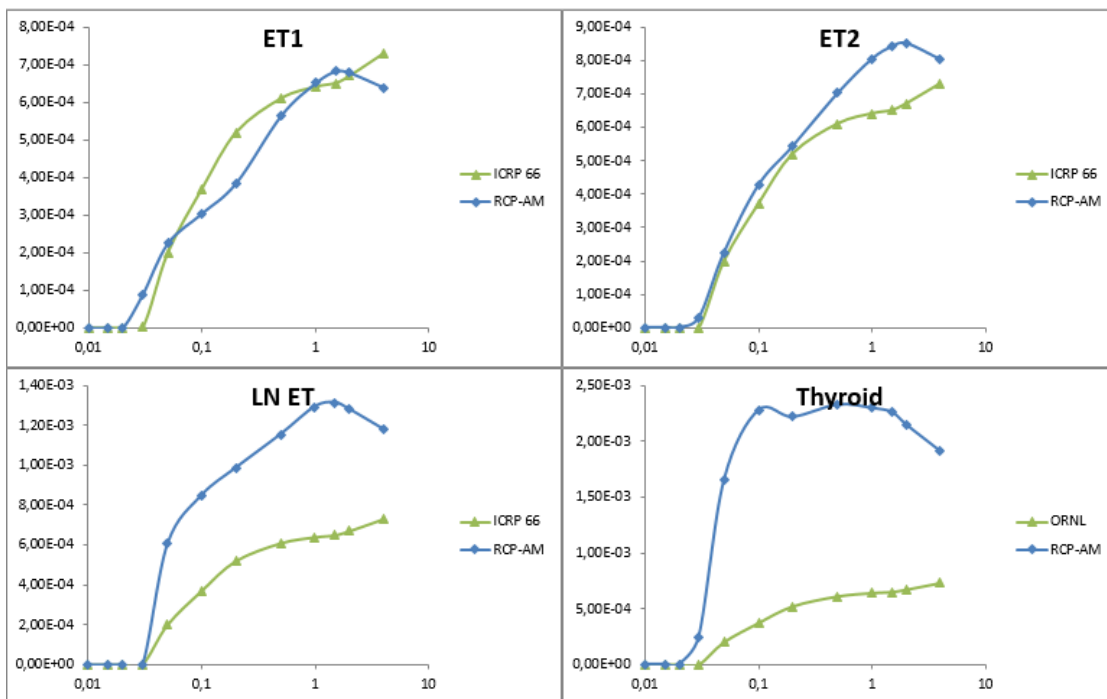 ET1
8,00E-04
7,00E-04
6,00E-04
5,00E-04
4,00E-04
3,00E-04
2,00E-04
1,00E-04
0,00E+00
0,01
0,1
1
10
ICRP 66
RCP-AM
ET2
9,00E-04
8,00E-04
7,00E-04
6,00E-04
5,00E-04
4,00E-04
3,00E-04
2,00E-04
1,00E-04
0,00E+00
0,01
0,1
1
10
ICRP 66
RCP-AM
LN ET
1,40E-03
1,20E-03
1,00E-03
8,00E-04
6,00E-04
4,00E-04
2,00E-04
0,00E+00
0,01
0,1
1
10
ICRP 66
RCP-AM
Thyroid
2,50E-03
2,00E-03
1,50E-03
1,00E-03
5,00E-04
0,00E+00
0,01
0,1
1
10
ORNL
RCP-AM